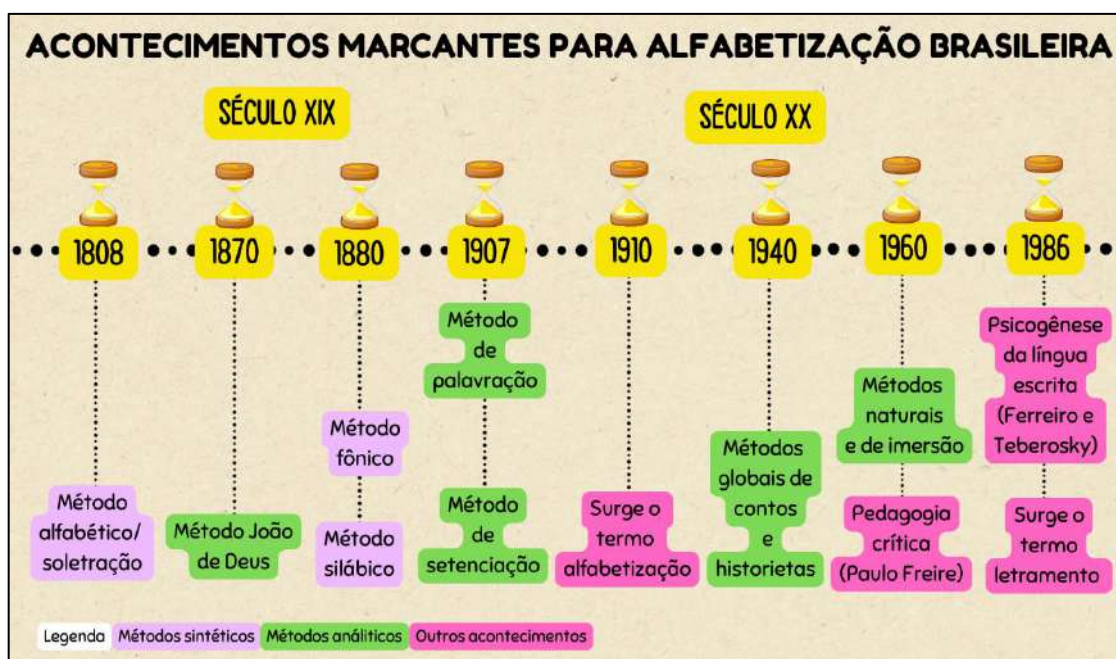 ACONTECIMENTOS MARCANTES PARA ALFABETIZAÇÃO BRASILEIRA
SÉCULO XIX
SÉCULO XX
1808
1870
1880
1907
1910
1940
1960
1986
Método
alfabético/
soletração
Método João
de Deus
Método
fônico
Método
silábico
Método
de
palavração
Método
de
setenciação
Surge o
termo
alfabetização
Métodos
globais de
contos
e
historietas
Métodos
naturais
e de imersão
Pedagogia
crítica
(Paulo Freire)
Psicogênese
da língua
escrita
(Ferreiro e
Teberosky)
Surge o
termo
letramento
Legenda
Métodos sintéticos
Métodos análiticos
Outros acontecimentos